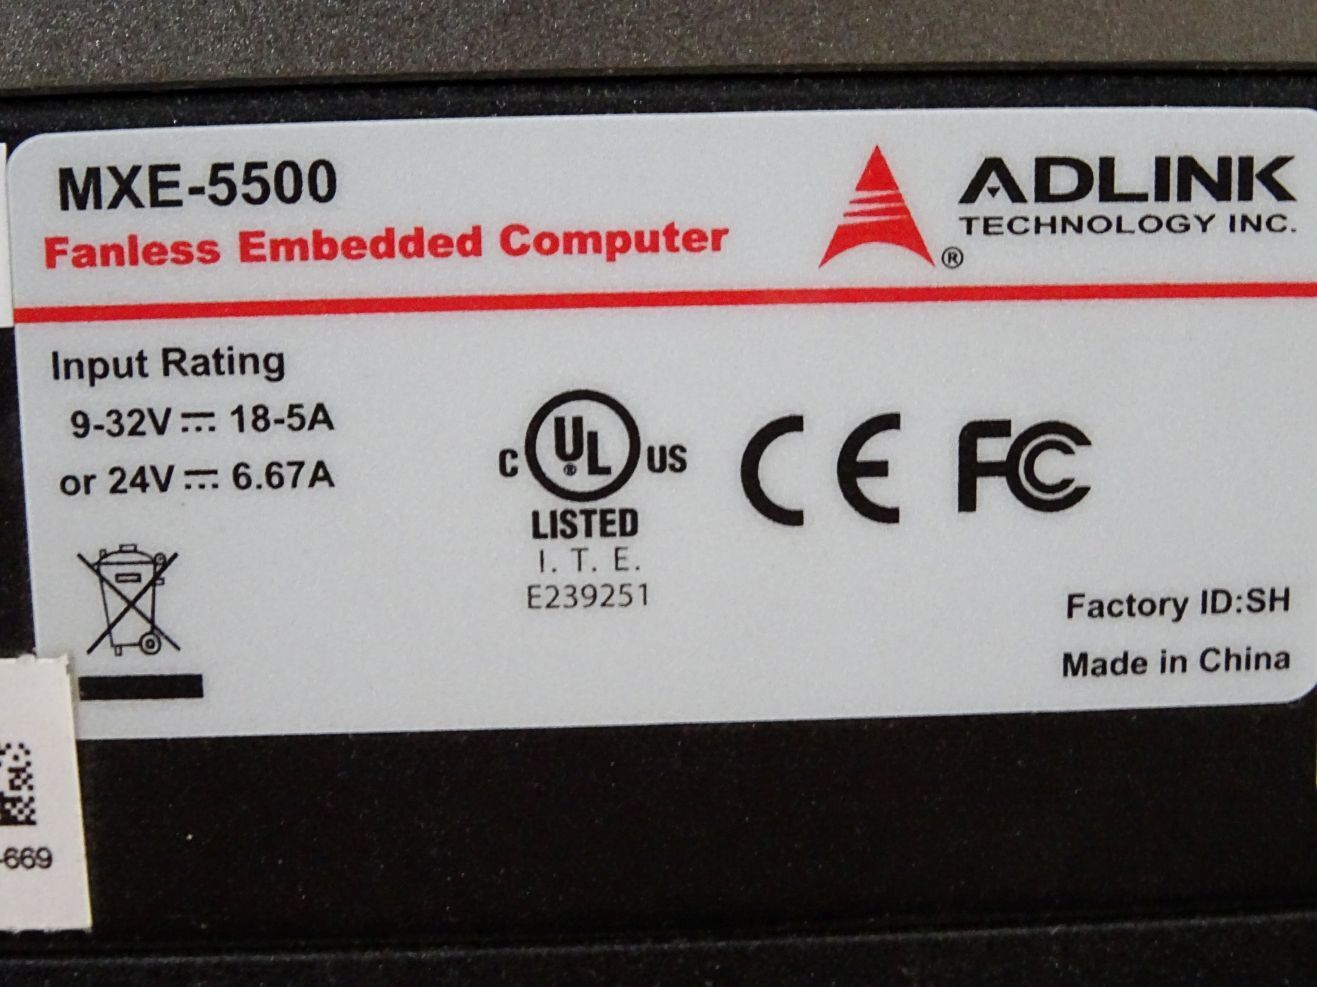 MXE-5500
Fanless Embedded Computer
ADLINK
TECHNOLOGY INC.
®
Input Rating
9-32V⎓ 18-5A
or 24V⎓ 6.67A
C UL® US
LISTED
I. T. E.
E239251
CE
FC
Factory ID:SH
Made in China
-669